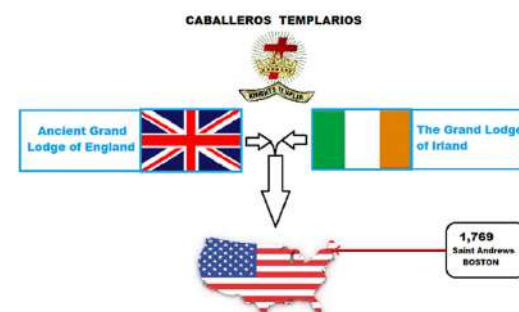 CABALLEROS TEMPLARIOS
KNIGHTS TEMPLAR
Ancient Grand
Lodge of England
The Grand Lodge
of Irland
1,769
Saint Andrews
BOSTON